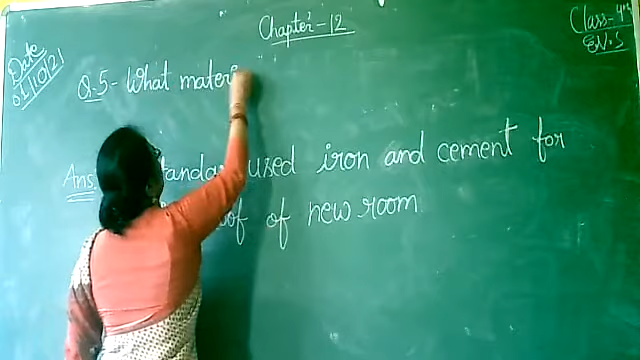 Chapter-12
Class-4th
E.V.S
Date
01/10/21
Q.5- What materi
Ans used iron and cement for
of new room